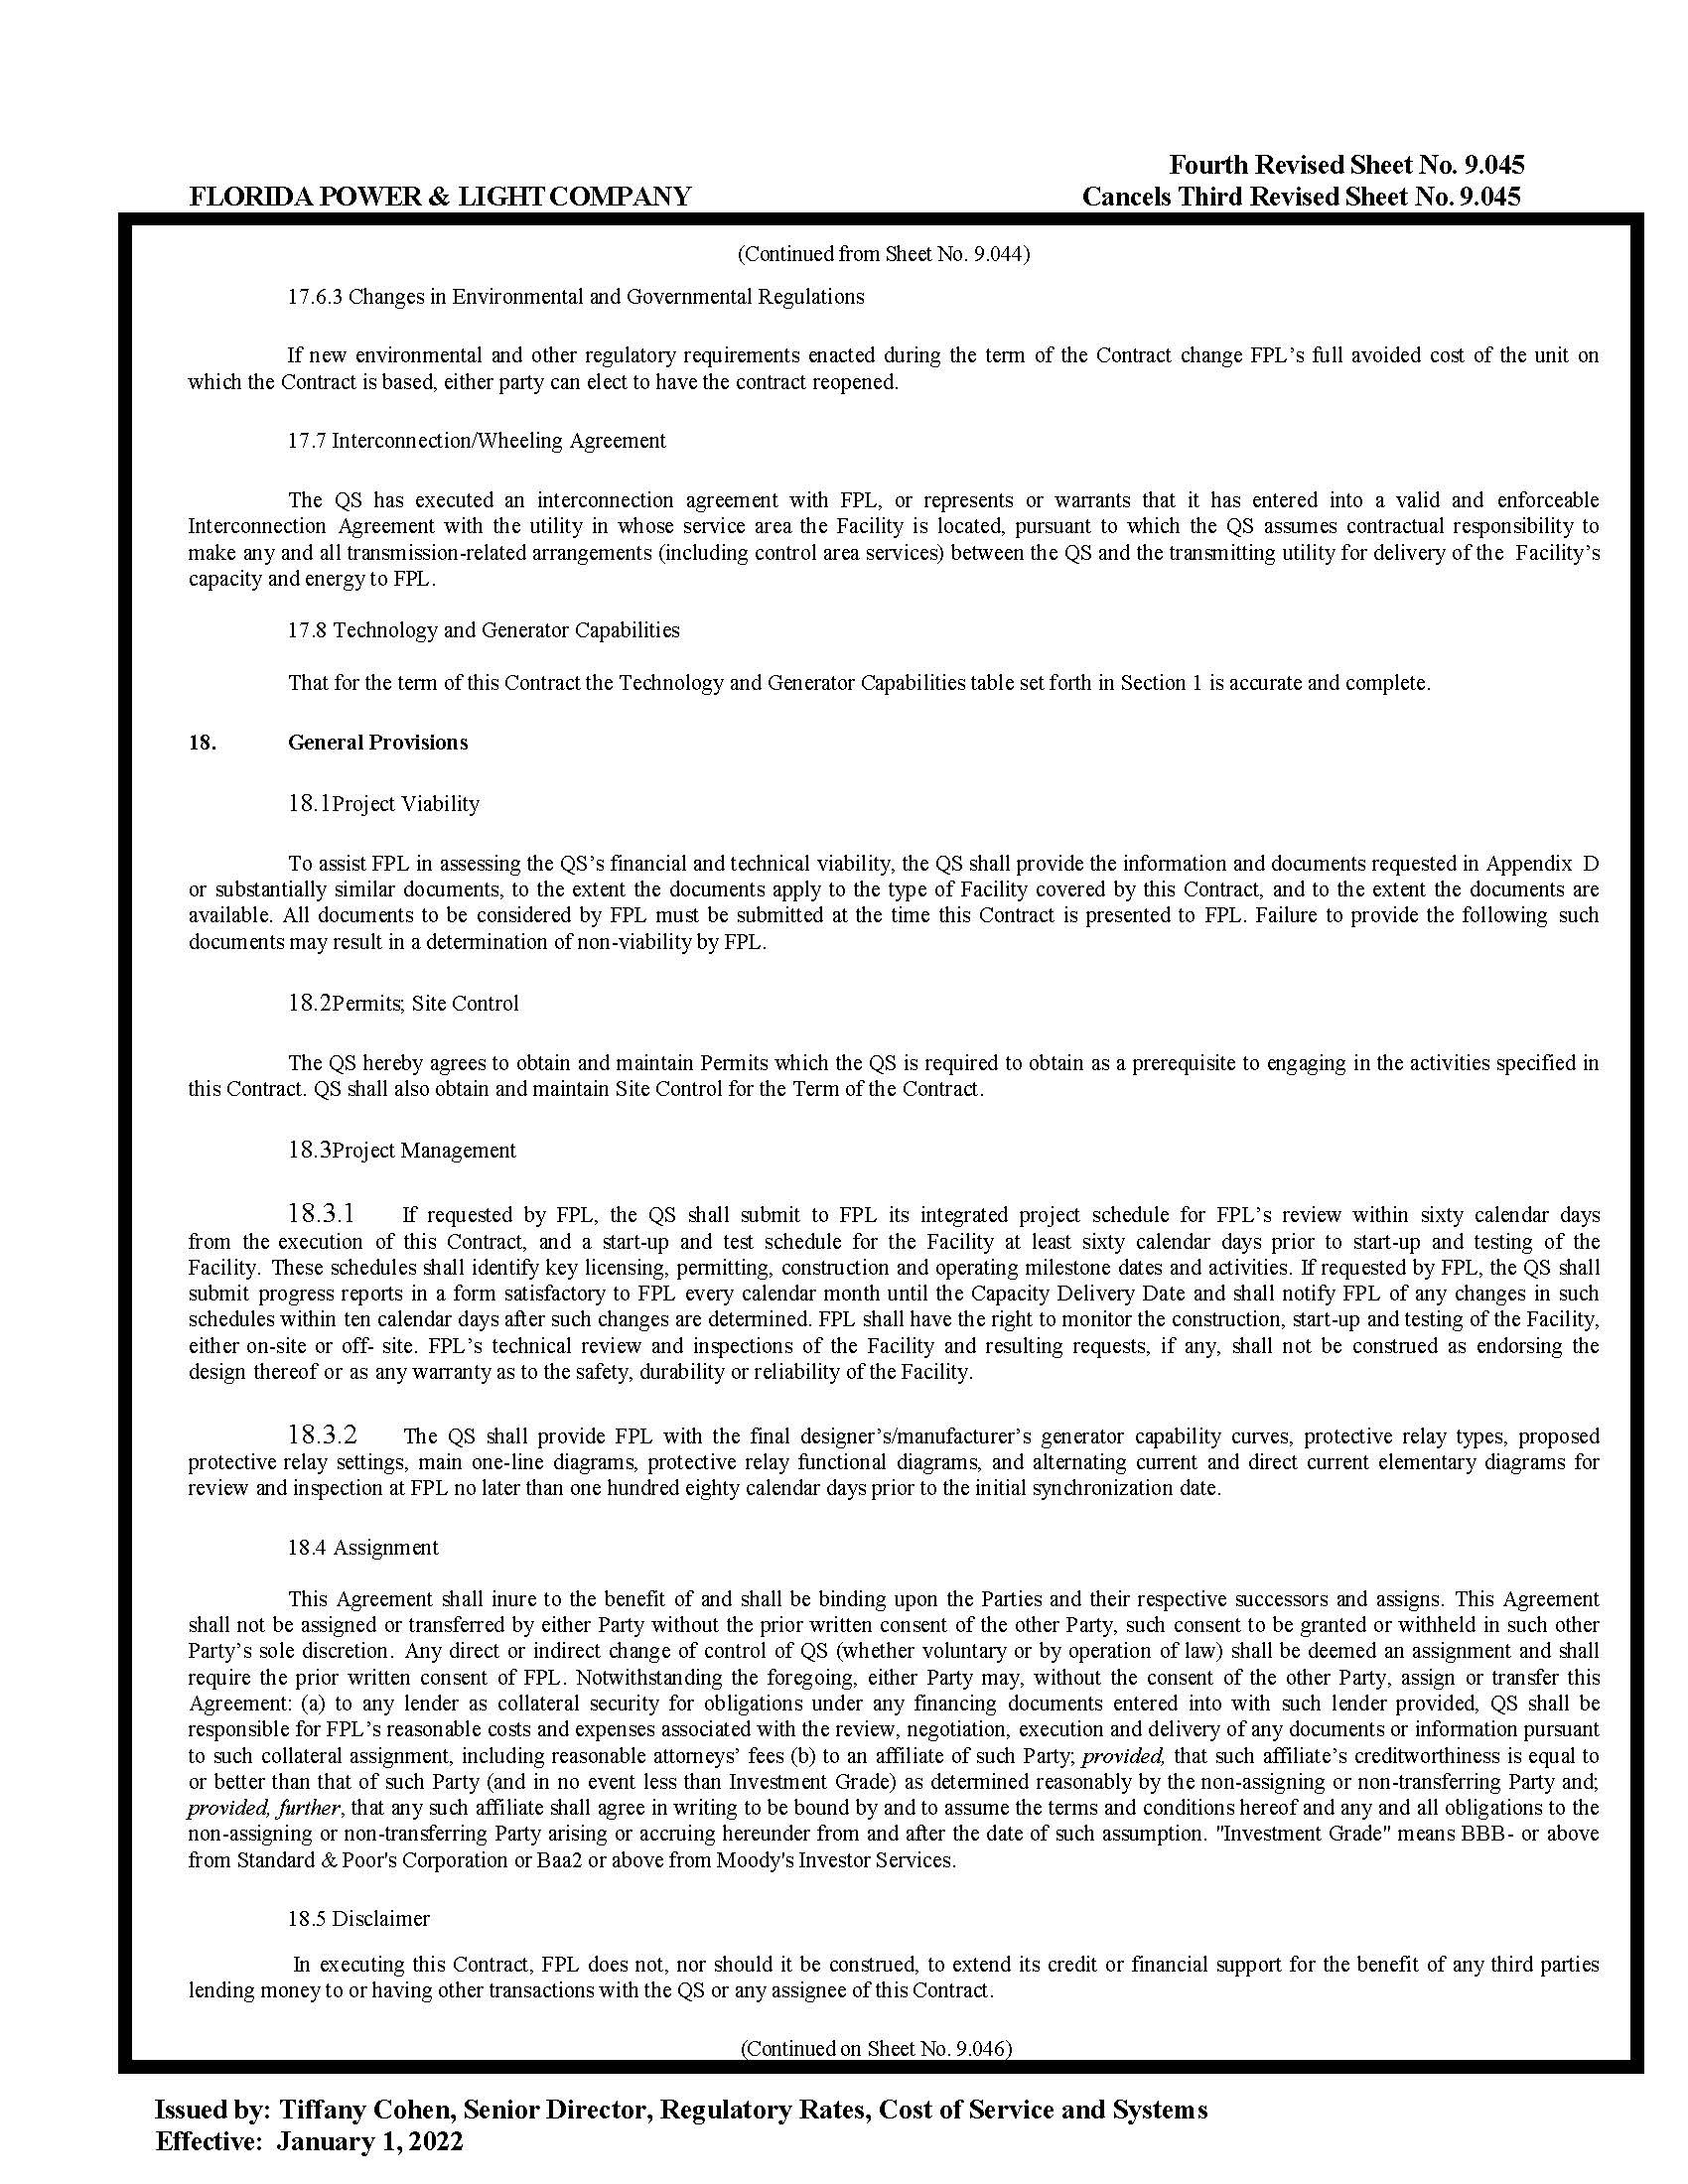 Fourth Revised Sheet No. 9.045
FLORIDA POWER & LIGHT COMPANY Cancels Third Revised Sheet No. 9.045
(Continued from Sheet No. 9.044)
17.6.3 Changes in Environmental and Governmental Regulations
If new environmental and other regulatory requirements enacted during the term of the Contract change FPL's full avoided cost of the unit on
which the Contract is based, either party can elect to have the contract reopened.
17.7 Interconnection/Wheeling Agreement
The QS has executed an interconnection agreement with FPL, or represents or warrants that it has entered into a valid and enforceable
Interconnection Agreement with the utility in whose service area the Facility is located, pursuant to which the QS assumes contractual responsibility to
make any and all transmission-related arrangements (including control area services) between the QS and the transmitting utility for delivery of the Facility's
capacity and energy to FPL.
17.8 Technology and Generator Capabilities
That for the term of this Contract the Technology and Generator Capabilities table set forth in Section 1 is accurate and complete.
18. General Provisions
18.1Project Viability
To assist FPL in assessing the QS's financial and technical viability, the QS shall provide the information and documents requested in Appendix D
or substantially similar documents, to the extent the documents apply to the type of Facility covered by this Contract, and to the extent the documents are
available. All documents to be considered by FPL must be submitted at the time this Contract is presented to FPL. Failure to provide the following such
documents may result in a determination of non-viability by FPL.
18.2Permits; Site Control
The QS hereby agrees to obtain and maintain Permits which the QS is required to obtain as a prerequisite to engaging in the activities specified in
this Contract. QS shall also obtain and maintain Site Control for the Term of the Contract.
18.3Project Management
18.3.1 If requested by FPL, the QS shall submit to FPL its integrated project schedule for FPL's review within sixty calendar days
from the execution of this Contract, and a start-up and test schedule for the Facility at least sixty calendar days prior to start-up and testing of the
Facility. These schedules shall identify key licensing, permitting, construction and operating milestone dates and activities. If requested by FPL, the QS shall
submit progress reports in a form satisfactory to FPL every calendar month until the Capacity Delivery Date and shall notify FPL of any changes in such
schedules within ten calendar days after such changes are determined. FPL shall have the right to monitor the construction, start-up and testing of the Facility,
either on-site or off- site. FPL's technical review and inspections of the Facility and resulting requests, if any, shall not be construed as endorsing the
design thereof or as any warranty as to the safety, durability or reliability of the Facility.
18.3.2 The QS shall provide FPL with the final designer's/manufacturer's generator capability curves, protective relay types, proposed
protective relay settings, main one-line diagrams, protective relay functional diagrams, and alternating current and direct current elementary diagrams for
review and inspection at FPL no later than one hundred eighty calendar days prior to the initial synchronization date.
18.4 Assignment
This Agreement shall inure to the benefit of and shall be binding upon the Parties and their respective successors and assigns. This Agreement
shall not be assigned or transferred by either Party without the prior written consent of the other Party, such consent to be granted or withheld in such other
Party's sole discretion. Any direct or indirect change of control of QS (whether voluntary or by operation of law) shall be deemed an assignment and shall
require the prior written consent of FPL. Notwithstanding the foregoing, either Party may, without the consent of the other Party, assign or transfer this
Agreement: (a) to any lender as collateral security for obligations under any financing documents entered into with such lender provided, QS shall be
responsible for FPL's reasonable costs and expenses associated with the review, negotiation, execution and delivery of any documents or information pursuant
to such collateral assignment, including reasonable attorneys' fees (b) to an affiliate of such Party; provided, that such affiliate's creditworthiness is equal to
or better than that of such Party (and in no event less than Investment Grade) as determined reasonably by the non-assigning or non-transferring Party and;
provided, further, that any such affiliate shall agree in writing to be bound by and to assume the terms and conditions hereof and any and all obligations to the
non-assigning or non-transferring Party arising or accruing hereunder from and after the date of such assumption. "Investment Grade" means BBB- or above
from Standard & Poor's Corporation or Baa2 or above from Moody's Investor Services.
18.5 Disclaimer
In executing this Contract, FPL does not, nor should it be construed, to extend its credit or financial support for the benefit of any third parties
lending money to or having other transactions with the QS or any assignee of this Contract.
(Continued on Sheet No. 9.046)
Issued by: Tiffany Cohen, Senior Director, Regulatory Rates, Cost of Service and Systems
Effective: January 1, 2022